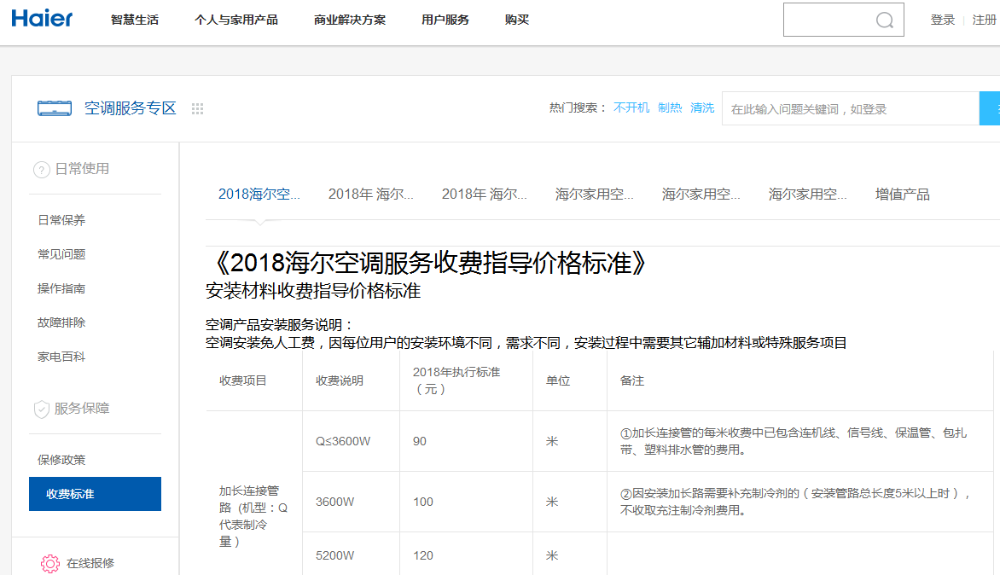 Haier 智慧生活 个人与家用产品 商业解决方案 用户服务 购买 登录 注册
空调服务专区 热门搜索： 不开机 制热 清洗 在此输入问题关键词，如登录
日常使用
日常保养
常见问题
操作指南
故障排除
家电百科
服务保障
保修政策
收费标准
在线报修
2018海尔空... 2018年 海尔... 2018年 海尔... 海尔家用空... 海尔家用空... 海尔家用空... 增值产品
《2018海尔空调服务收费指导价格标准》
安装材料收费指导价格标准
空调产品安装服务说明：
空调安装免人工费，因每位用户的安装环境不同，需求不同，安装过程中需要其它辅加材料或特殊服务项目
收费项目 收费说明 2018年执行标准
（元） 单位 备注
加长连接管
路（机型：Q
代表制冷
量）
Q≤3600W 90 米 ①加长连接管的每米收费中已包含连机线、信号线、保温管、包扎
带、塑料排水管的费用。
3600W 100 米 ②因安装加长路需要补充制冷剂的（安装管路总长度5米以上时），
不收取充注制冷剂费用。
5200W 120 米